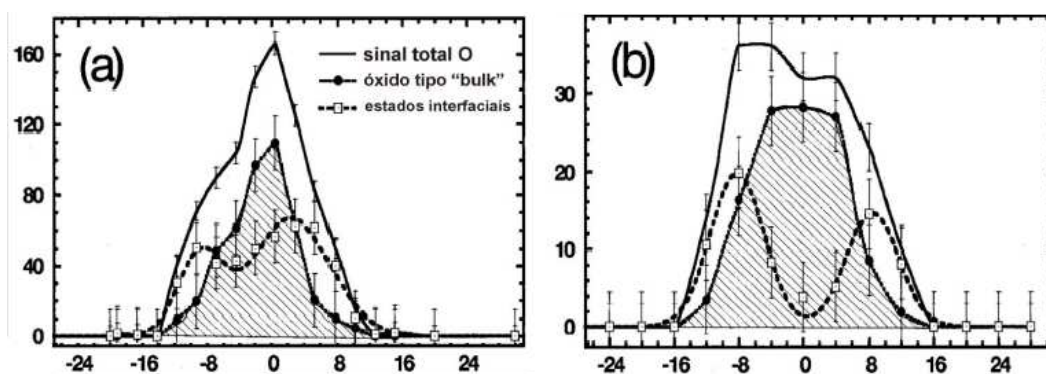 (a)
sinal total O
óxido tipo "bulk"
estados interfaciais
160
120
80
40
0
-24 -16 -8 0 8 16 24
(b)
30
20
10
0
-24 -16 -8 0 8 16 24